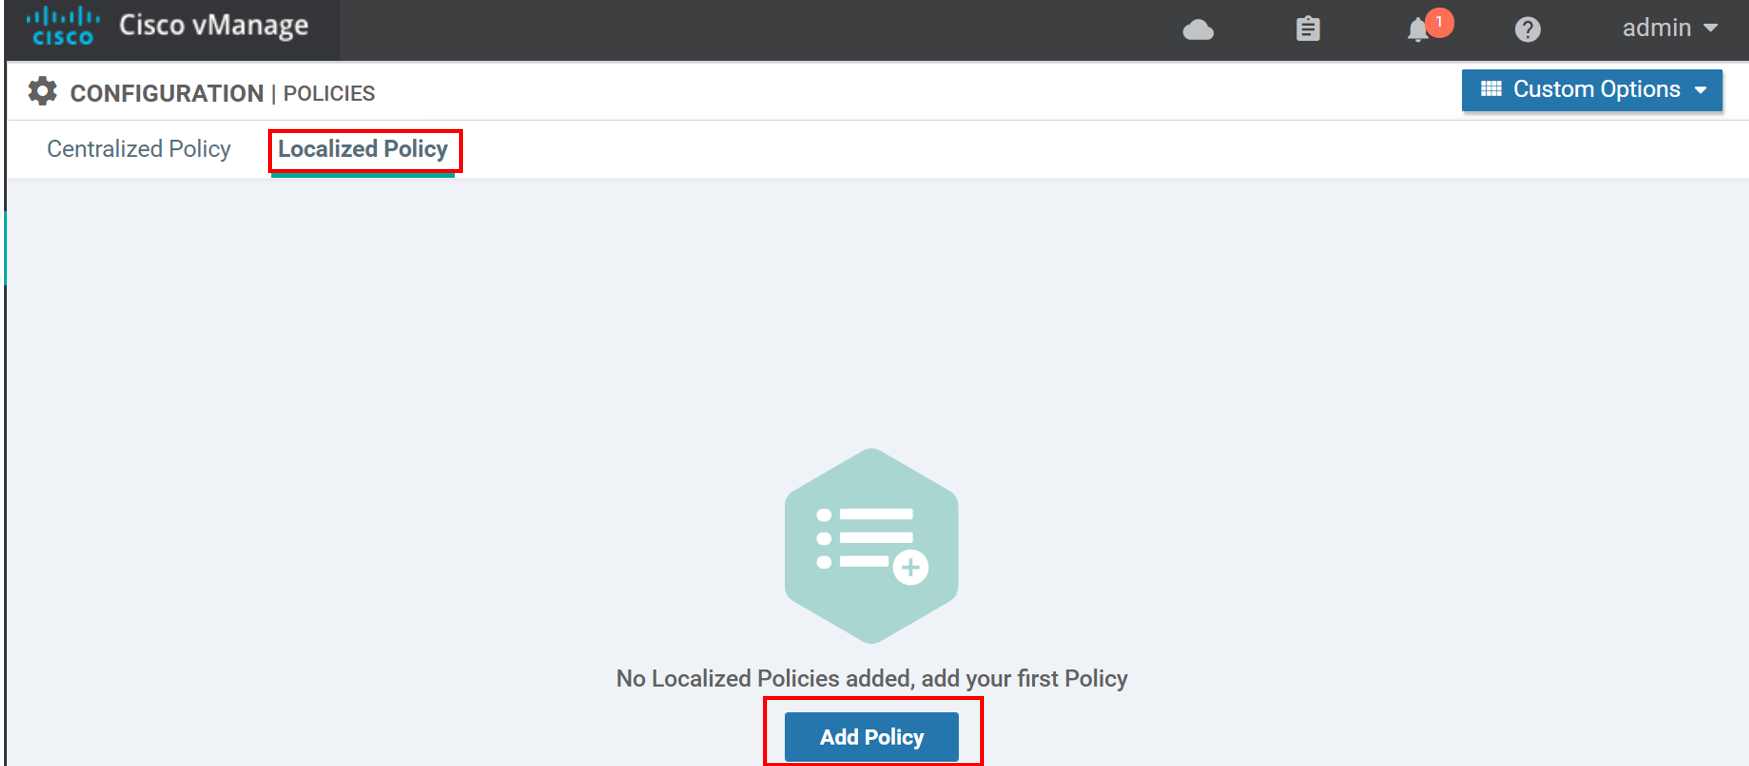 CISCO Cisco vManage
1
admin
CONFIGURATION | POLICIES
Custom Options
Centralized Policy
Localized Policy
No Localized Policies added, add your first Policy
Add Policy